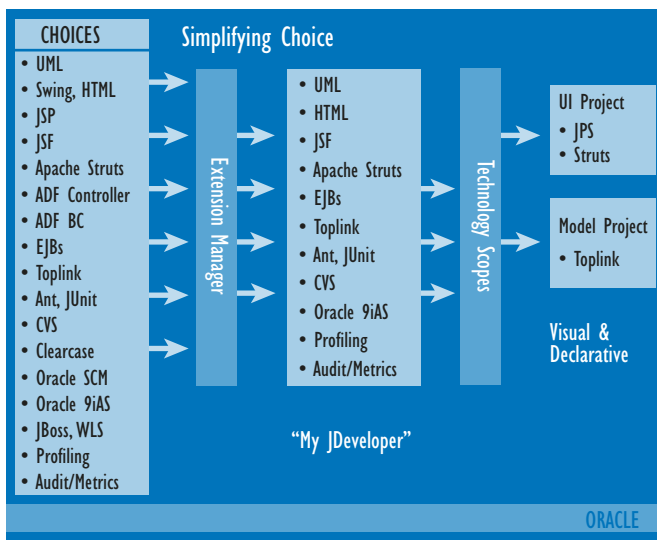 CHOICES
• UML
• Swing, HTML
• JSP
• JSF
• Apache Struts
• ADF Controller
• ADF BC
• EJBs
• Toplink
• Ant, JUnit
• CVS
• Clearcase
• Oracle SCM
• Oracle 9iAS
• JBoss, WLS
• Profiling
• Audit/Metrics
Simplifying Choice
Extension Manager
• UML
• HTML
• JSF
• Apache Struts
• EJBs
• Toplink
• Ant, JUnit
• CVS
• Oracle 9iAS
• Profiling
• Audit/Metrics
“My JDeveloper”
Technology Scopes
UI Project
• JPS
• Struts
Model Project
• Toplink
Visual &
Declarative
ORACLE